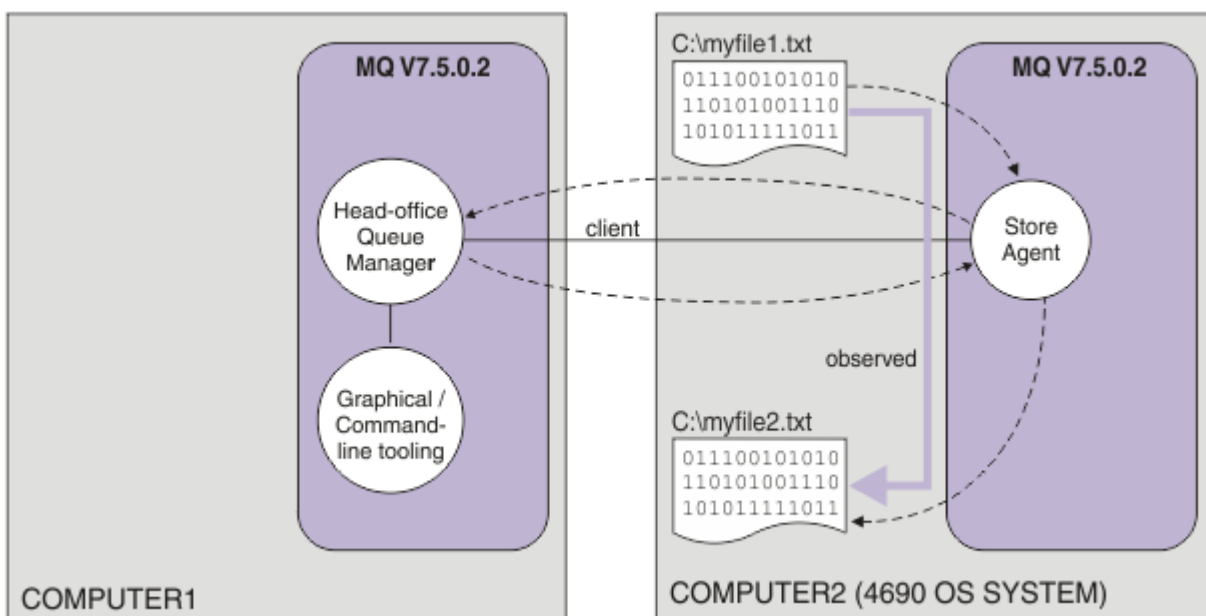 MQ V7.5.0.2
Head-office
Queue
Manager
Graphical /
Command-
line tooling
COMPUTER1
client
C:\myfile1.txt
011100101010
110101001110
101011111011
observed
C:\myfile2.txt
011100101010
110101001110
101011111011
MQ V7.5.0.2
Store
Agent
COMPUTER2 (4690 OS SYSTEM)